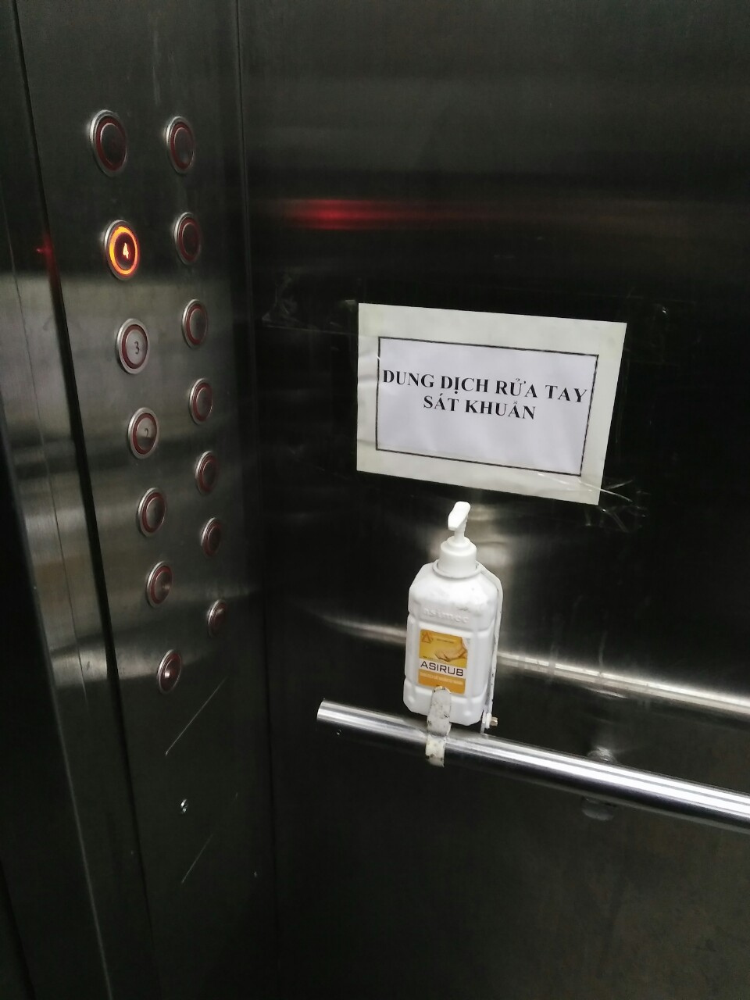 4
3
2
DUNG DỊCH RỬA TAY
SÁT KHUẨN
ASIRUB